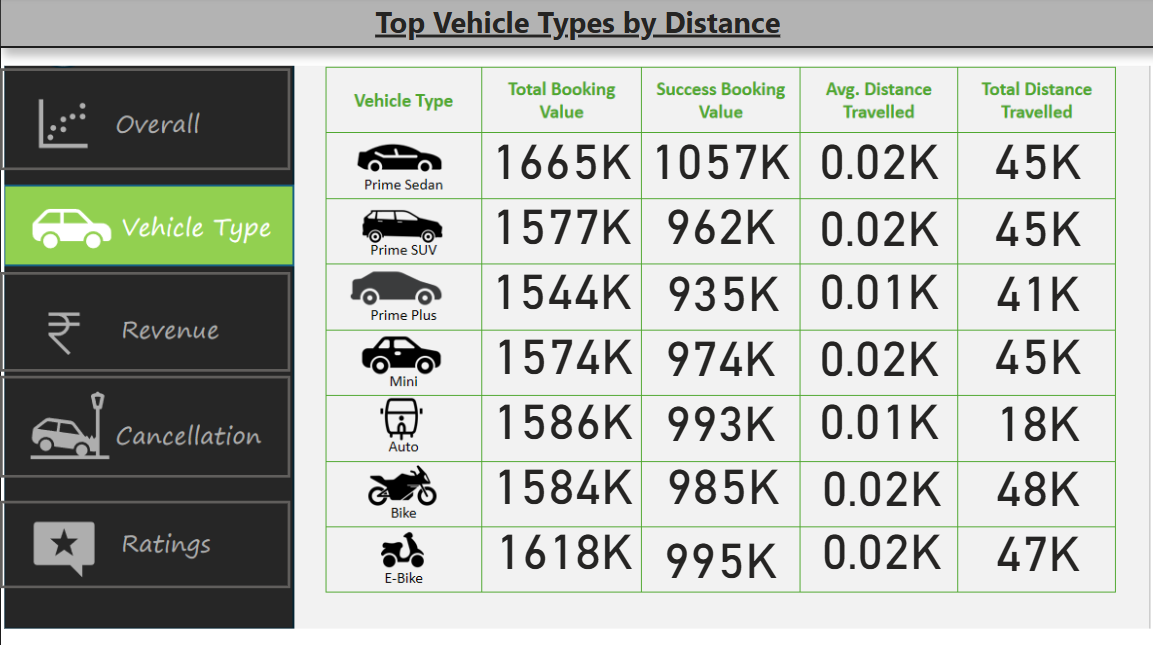 Top Vehicle Types by Distance
Overall
Vehicle Type
Revenue
Cancellation
Ratings
Vehicle Type
Total Booking
Value
Success Booking
Value
Avg. Distance
Travelled
Total Distance
Travelled
Prime Sedan
1665K
1057K
0.02K
45K
Prime SUV
1577K
962K
0.02K
45K
Prime Plus
1544K
935K
0.01K
41K
Mini
1574K
974K
0.02K
45K
Auto
1586K
993K
0.01K
18K
Bike
1584K
985K
0.02K
48K
E-Bike
1618K
995K
0.02K
47K